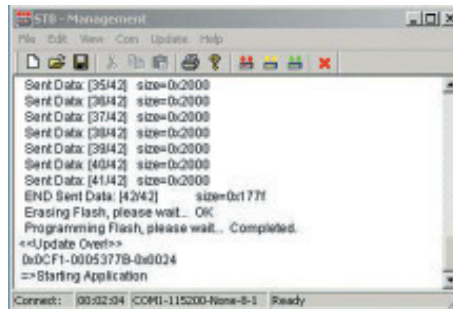 STB - Management
File Edit View Com Update Help
Sent Data: [35/42] size=0x2000
Sent Data: [36/42] size=0x2000
Sent Data: [37/42] size=0x2000
Sent Data: [38/42] size=0x2000
Sent Data: [39/42] size=0x2000
Sent Data: [40/42] size=0x2000
Sent Data: [41/42] size=0x2000
END Sent Data: [42/42] size=0x177f
Erasing Flash, please wait... OK
Programming Flash, please wait... Completed.
<<Update Over!>>
0x0CF1-0005377B-0x0024
=>Starting Application
Connect: 00:02:04 COM1-115200-None-8-1 Ready